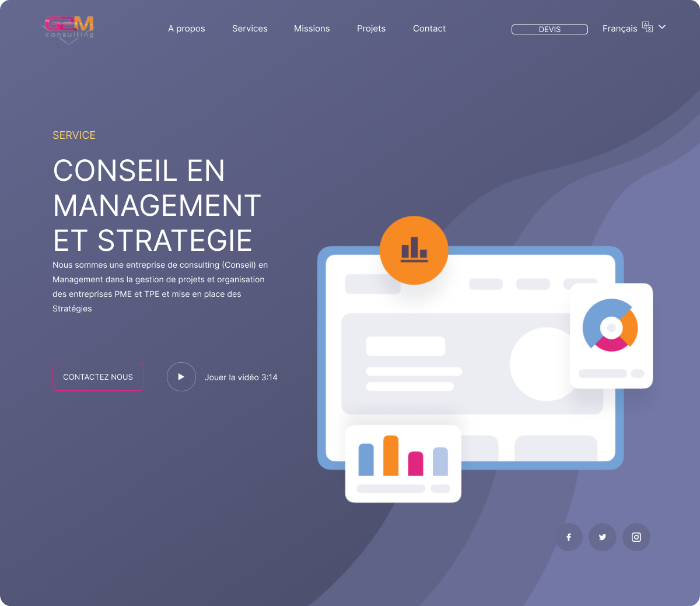 GEM
consulting
A propos Services Missions Projets Contact DEVIS Français
SERVICE
CONSEIL EN
MANAGEMENT
ET STRATEGIE
Nous sommes une entreprise de consulting (Conseil) en
Management dans la gestion de projets et organisation
des entreprises PME et TPE et mise en place des
Stratégies
CONTACTEZ NOUS Jouer la vidéo 3:14